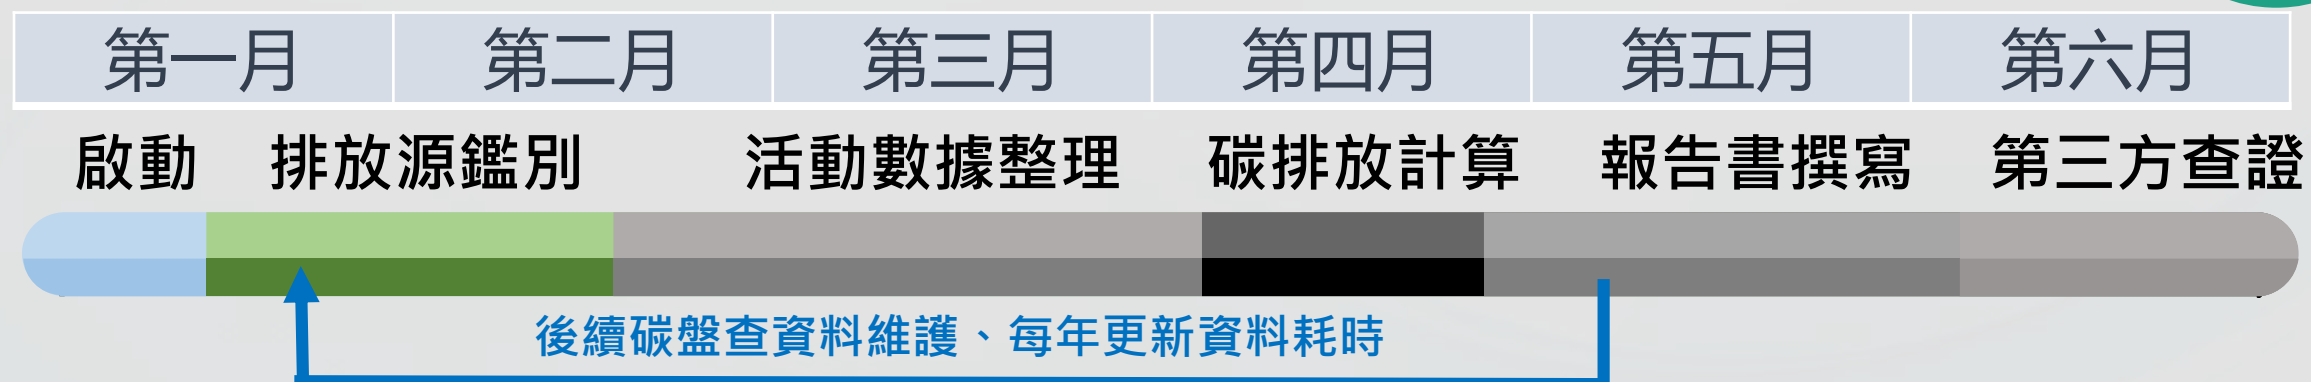 第一月 第二月 第三月 第四月 第五月 第六月
啟動 排放源鑑別 活動數據整理 碳排放計算 報告書撰寫 第三方查證
後續碳盤查資料維護、每年更新資料耗時